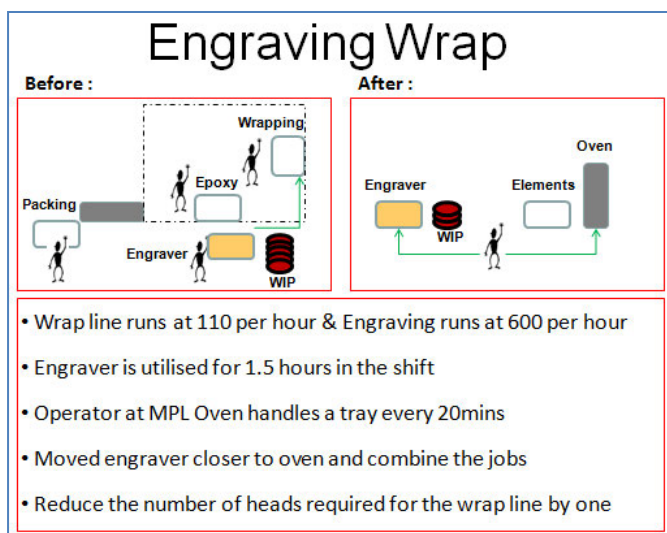 Engraving Wrap
Before :
After :
Wrapping
Epoxy
Packing
Engraver
WIP
Oven
Engraver
Elements
WIP
• Wrap line runs at 110 per hour & Engraving runs at 600 per hour
• Engraver is utilised for 1.5 hours in the shift
• Operator at MPL Oven handles a tray every 20mins
• Moved engraver closer to oven and combine the jobs
• Reduce the number of heads required for the wrap line by one